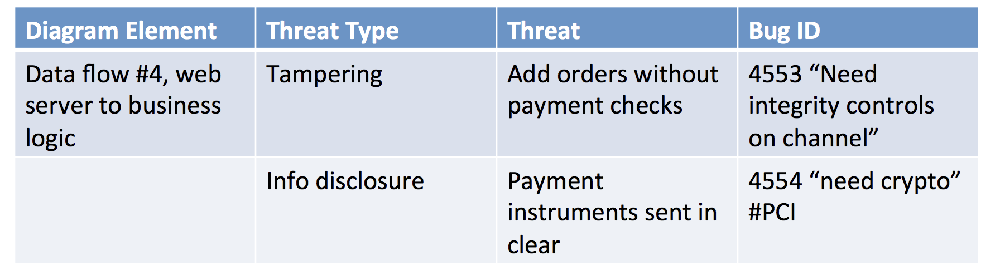 Diagram Element
Threat Type
Threat
Bug ID
Data flow #4, web
server to business
logic
Tampering
Add orders without
payment checks
4553 “Need
integrity controls
on channel”
Info disclosure
Payment
instruments sent in
clear
4554 “need crypto”
#PCI